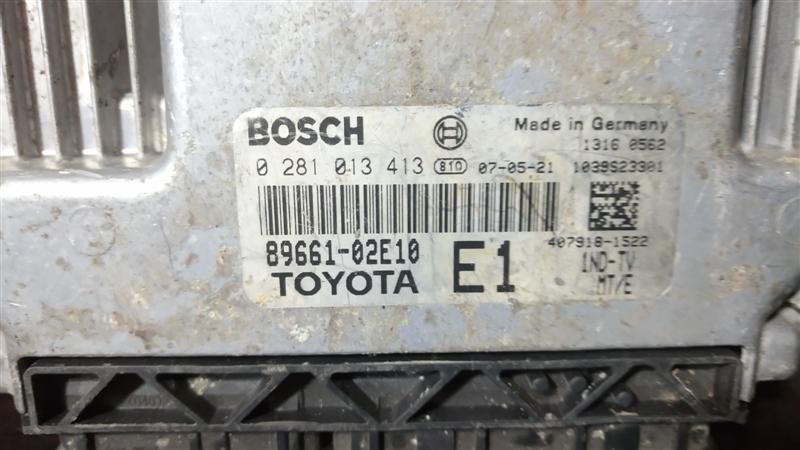 BOSCH
Made in Germany
1316 0562
0 281 013 413 810 07-05-21 1039S23301
407918-1522
89661-02E10
E1
1ND-TV
TOYOTA
MT/E